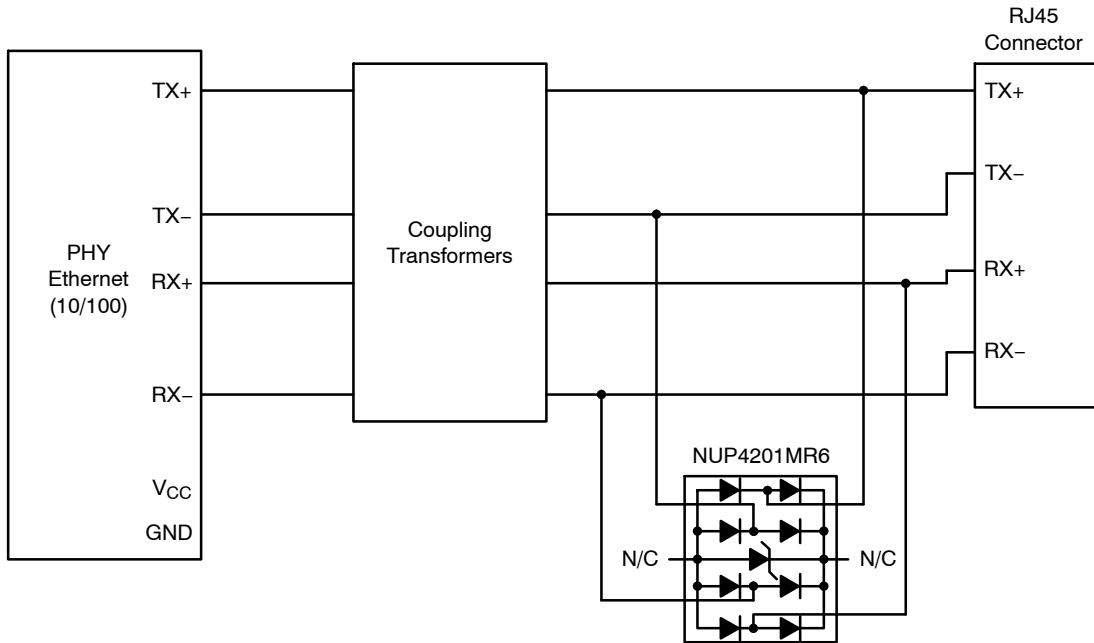 RJ45
Connector
TX+
TX+
TX−
TX−
Coupling
Transformers
PHY
Ethernet
(10/100)
RX+
RX+
RX−
RX−
NUP4201MR6
VCC
GND
N/C
N/C